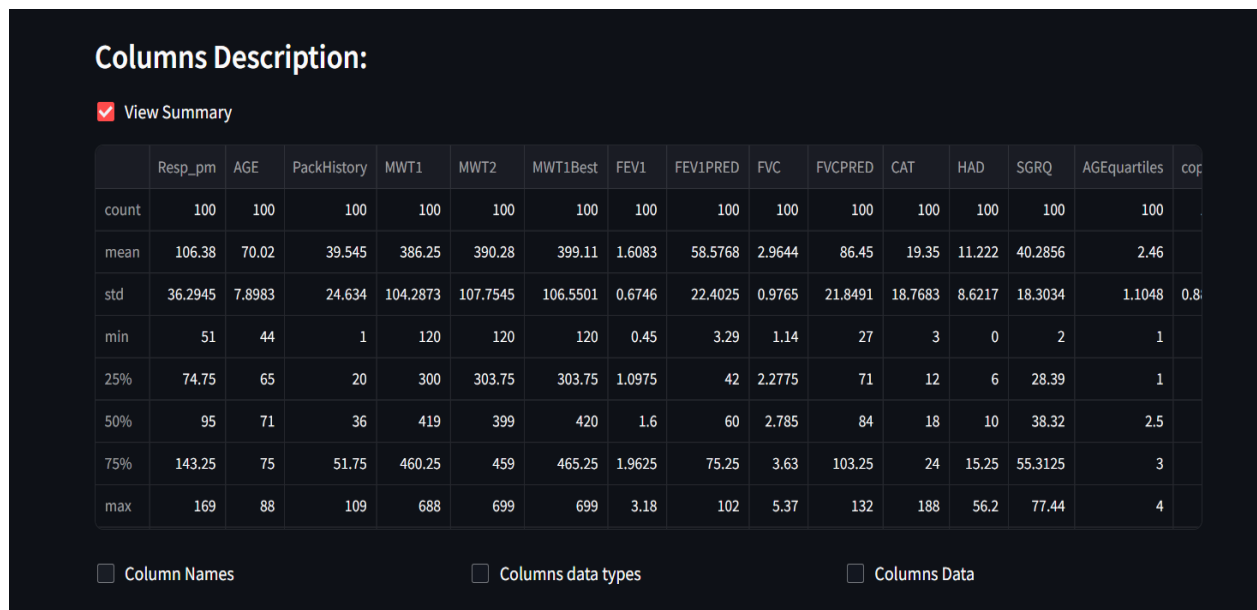 Columns Description:
View Summary
Resp_pm AGE PackHistory MWT1 MWT2 MWT1Best FEV1 FEV1PRED FVC FVCPRED CAT HAD SGRQ AGEquartiles cop
count 100 100 100 100 100 100 100 100 100 100 100 100 100 100
mean 106.38 70.02 39.545 386.25 390.28 399.11 1.6083 58.5768 2.9644 86.45 19.35 11.222 40.2856 2.46
std 36.2945 7.8983 24.634 104.2873 107.7545 106.5501 0.6746 22.4025 0.9765 21.8491 18.7683 8.6217 18.3034 1.1048 0.8
min 51 44 1 120 120 120 0.45 3.29 1.14 27 3 0 2 1
25% 74.75 65 20 300 303.75 303.75 1.0975 42 2.2775 71 12 6 28.39 1
50% 95 71 36 419 399 420 1.6 60 2.785 84 18 10 38.32 2.5
75% 143.25 75 51.75 460.25 459 465.25 1.9625 75.25 3.63 103.25 24 15.25 55.3125 3
max 169 88 109 688 699 699 3.18 102 5.37 132 188 56.2 77.44 4
Column Names Columns data types Columns Data